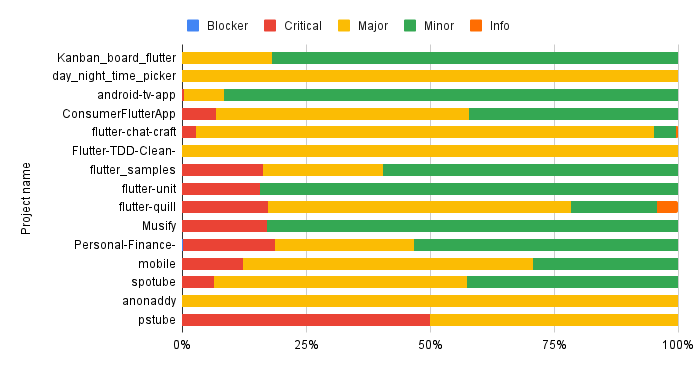 Blocker Critical Major Minor Info
Project name
Kanban_board_flutter
day_night_time_picker
android-tv-app
ConsumerFlutterApp
flutter-chat-craft
Flutter-TDD-Clean-
flutter_samples
flutter-unit
flutter-quill
Musify
Personal-Finance-
mobile
spotube
anonaddy
pstube
0% 25% 50% 75% 100%